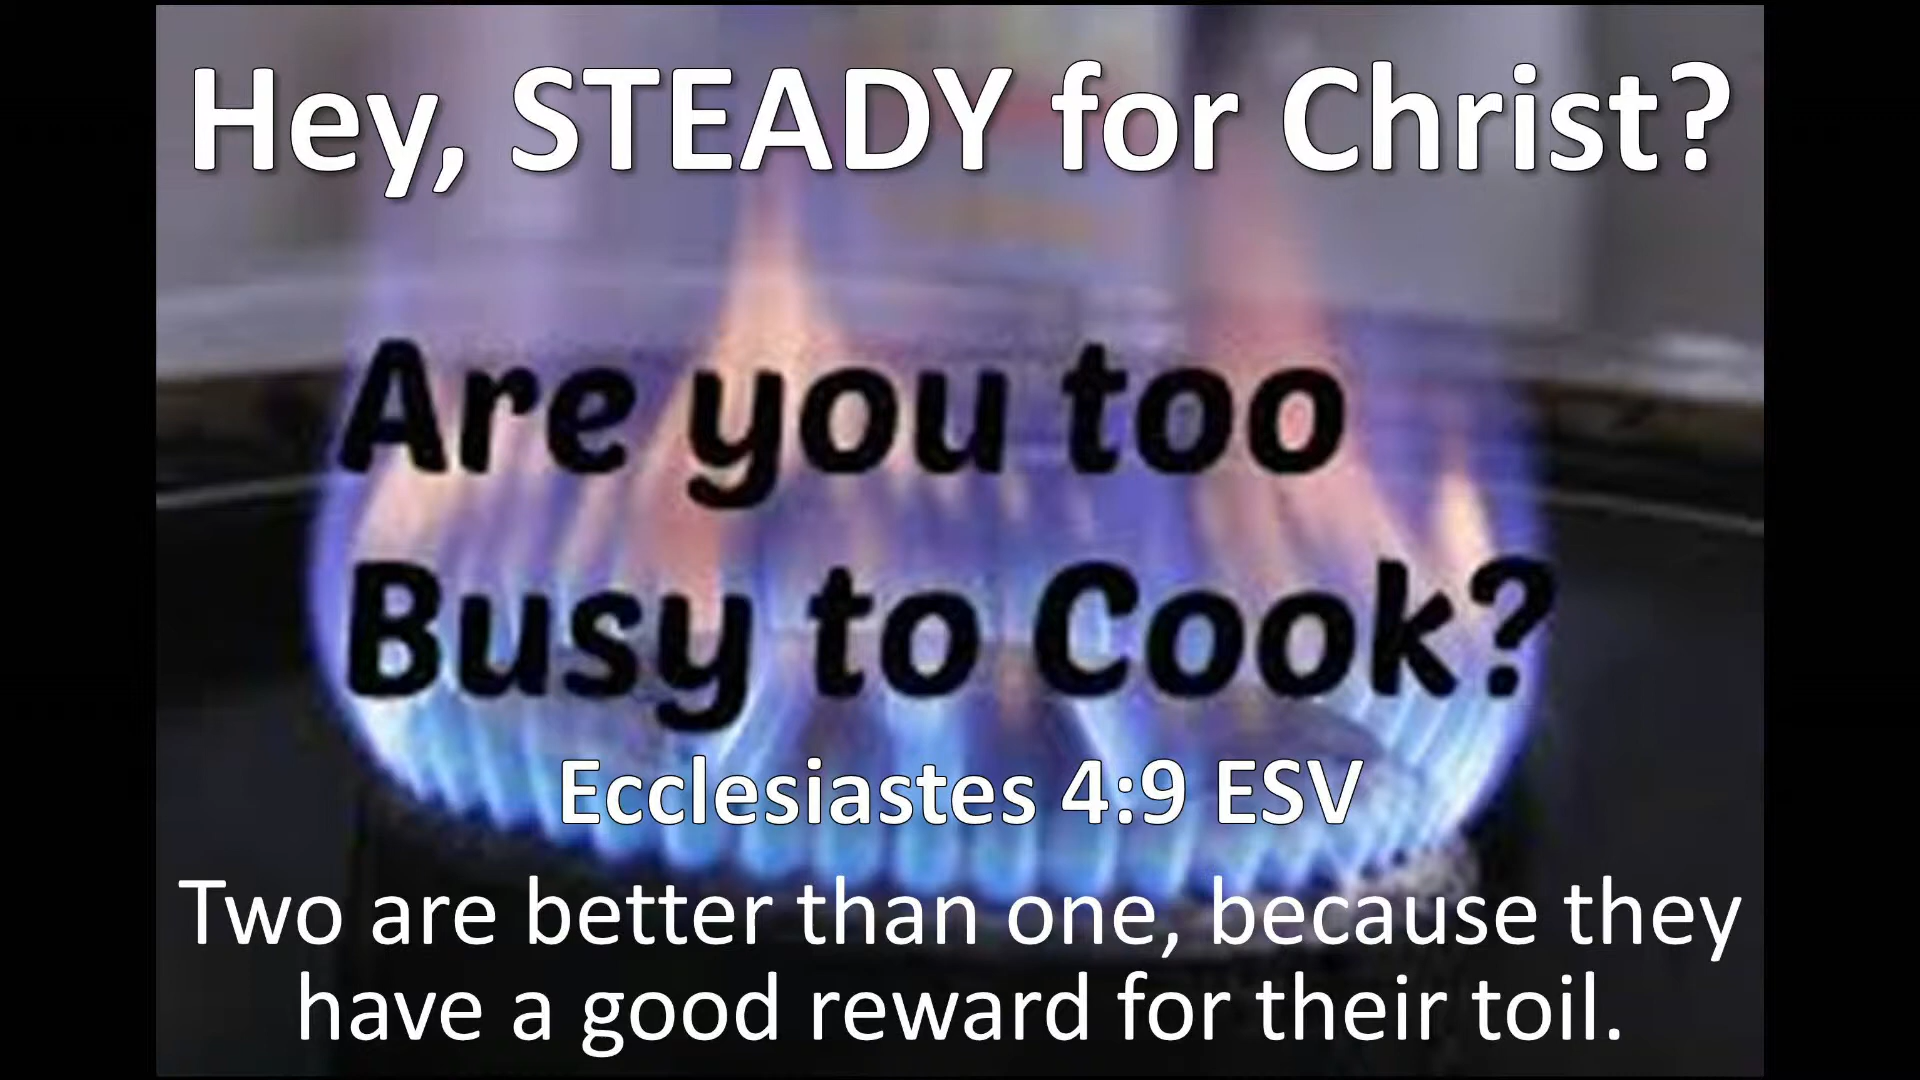 Hey, STEADY for Christ?
Are you too
Busy to Cook?
Ecclesiastes 4:9 ESV
Two are better than one, because they
have a good reward for their toil.